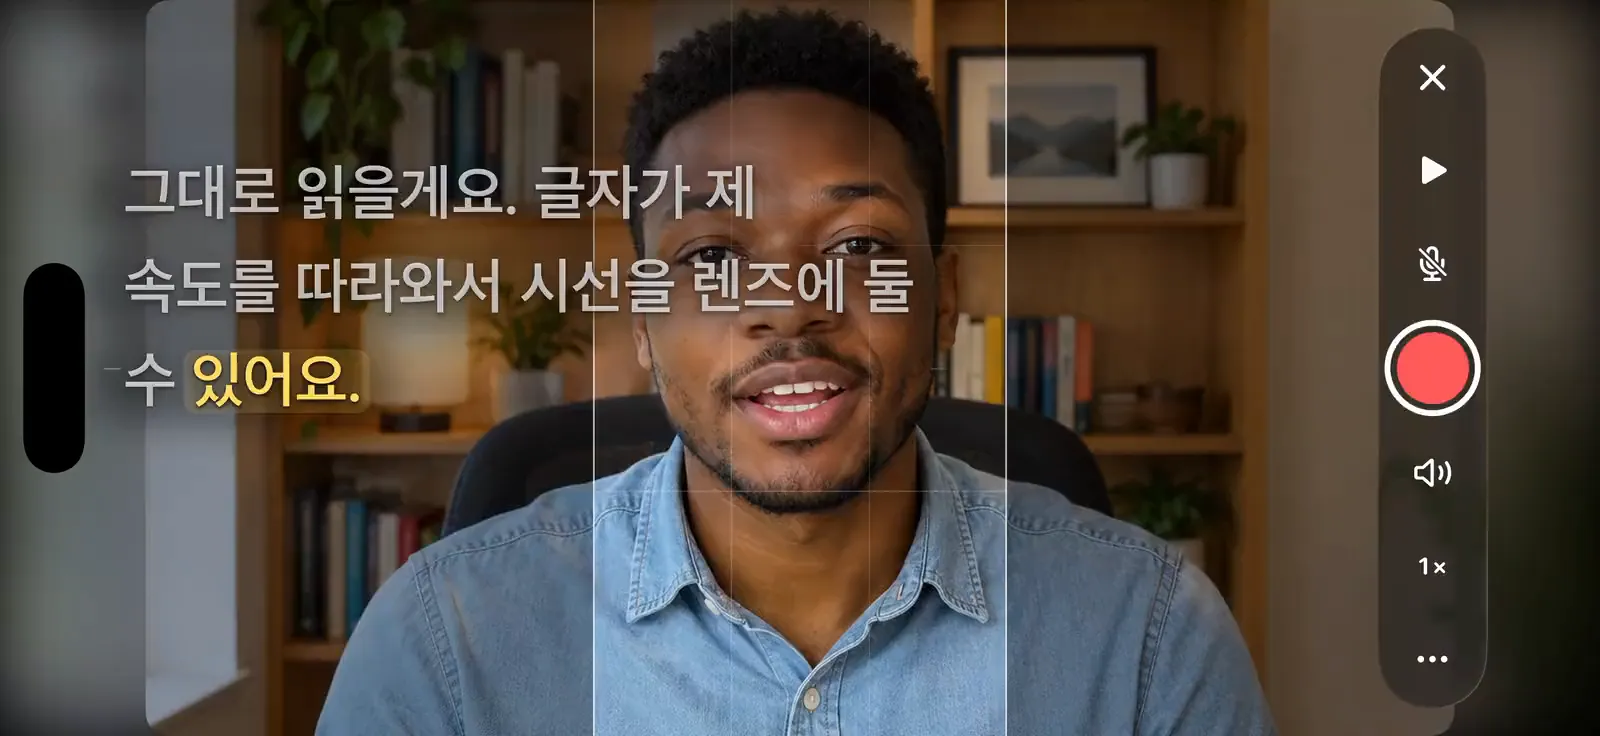 그대로 읽을게요. 글자가 제
속도를 따라와서 시선을 렌즈에 둘
수 있어요.
1×